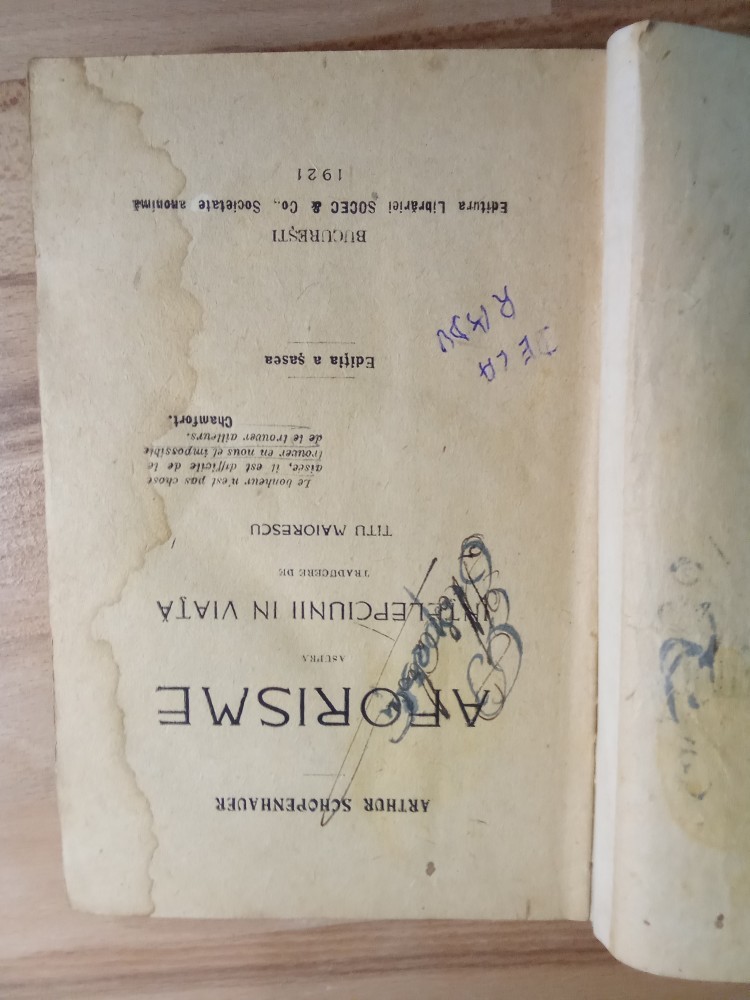 ARTHUR SCHOPENHAUER
AFORISME
ASUPRA
INTELEPCIUNII IN VIAȚĂ
TRADUCERE DE
TITU MAIORESCU
Le bonheur n'est pas chose
aisée, il est difficile de le
trouver en nous et impossible
de le trouver ailleurs.
Chamfort.
Ediția a șasea
DE LA
RADU
BUCUREȘTI
Editura Librăriei SOCEC & Co., Societate anonimă
1921